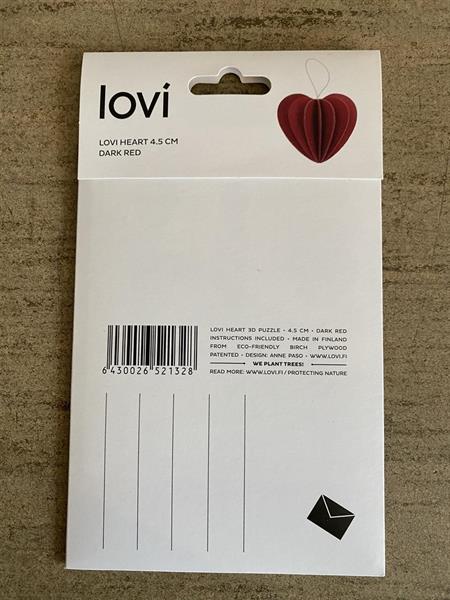 lovi
LOVI HEART 4.5 CM
DARK RED
LOVI HEART 3D PUZZLE • 4.5 CM • DARK RED
INSTRUCTIONS INCLUDED • MADE IN FINLAND
FROM ECO-FRIENDLY BIRCH PLYWOOD
PATENTED • DESIGN: ANNE PASO • WWW.LOVI.FI
WE PLANT TREES!
READ MORE: WWW.LOVI.FI / PROTECTING NATURE
6 430026 521328